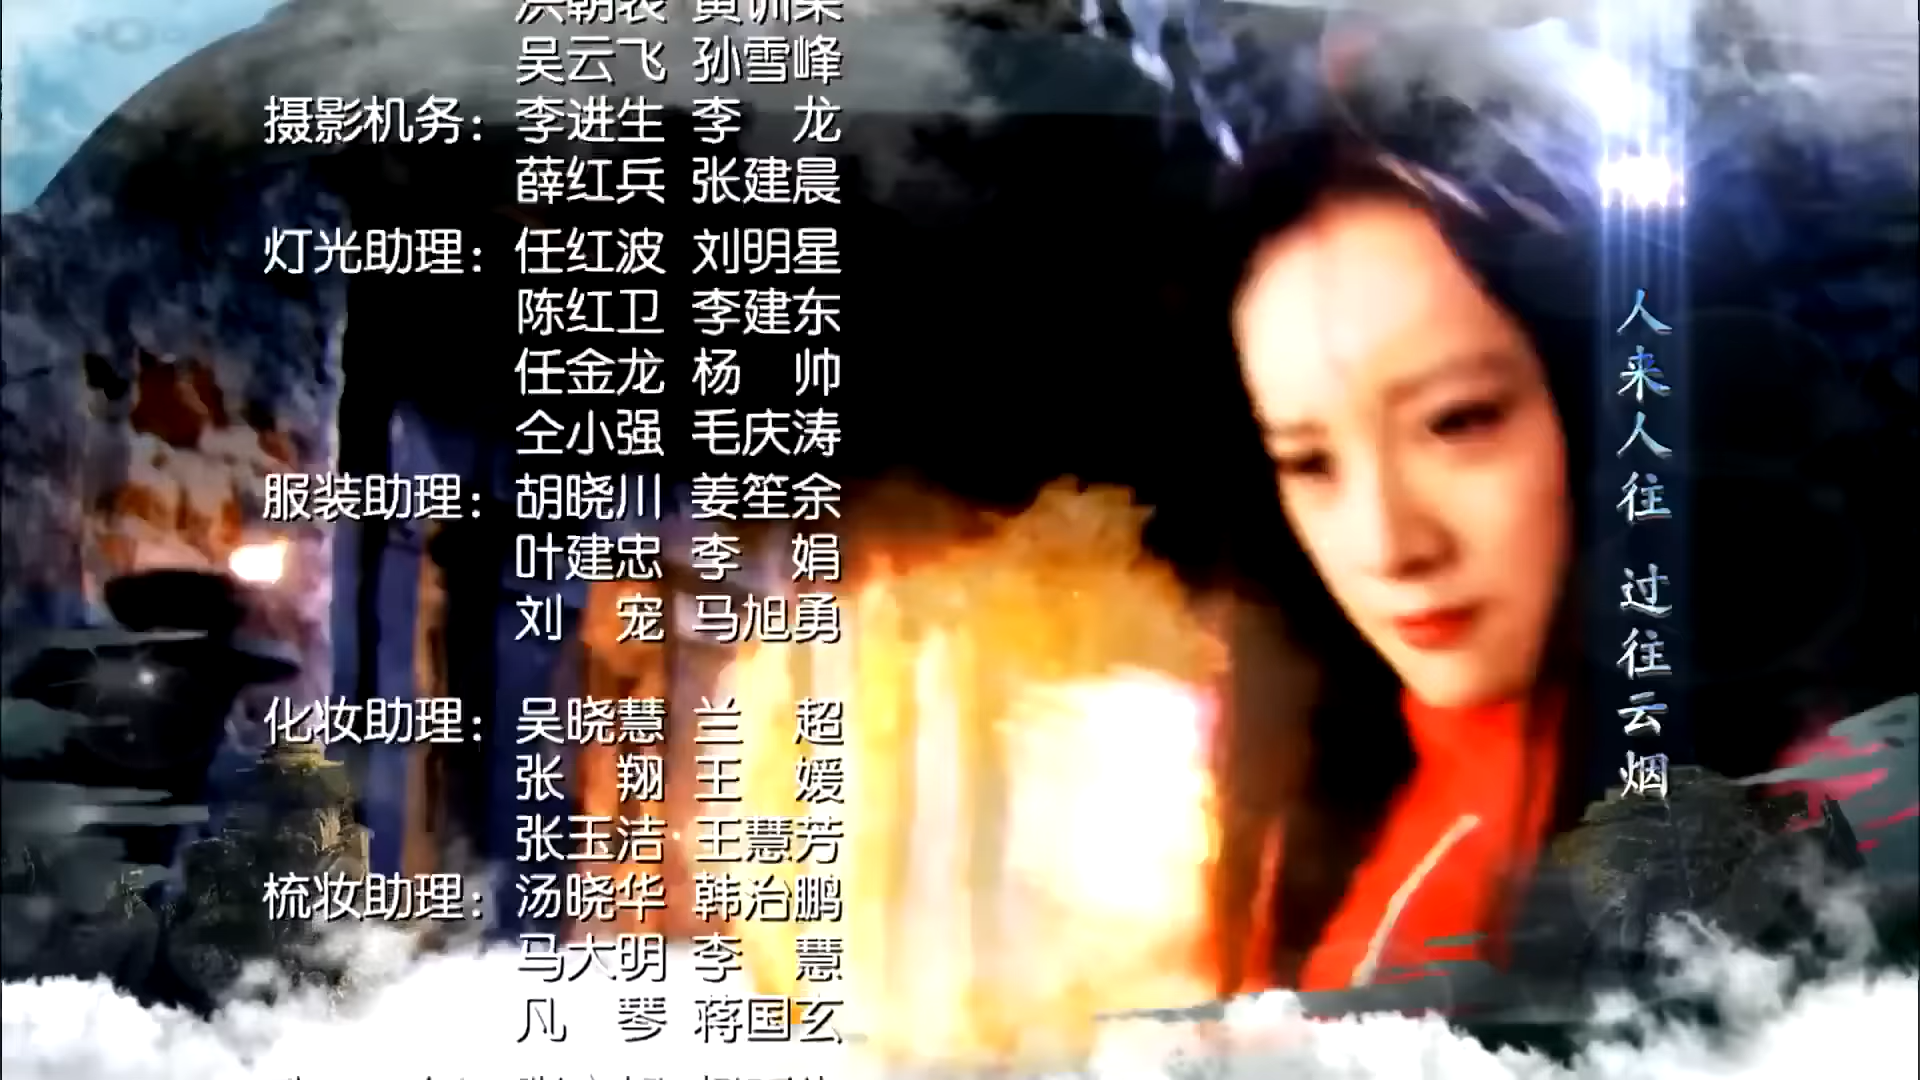 吴云飞 孙雪峰
摄影机务：李进生 李 龙
薛红兵 张建晨
灯光助理：任红波 刘明星
陈红卫 李建东
任金龙 杨 帅
仝小强 毛庆涛
服装助理：胡晓川 姜笙余
叶建忠 李 娟
刘 宠 马旭勇
化妆助理：吴晓慧 兰 超
张 翔 王 媛
张玉洁 王慧芳
梳妆助理：汤晓华 韩治鹏
马大明 李 慧
凡 琴 蒋国玄
人来人往 过往云烟